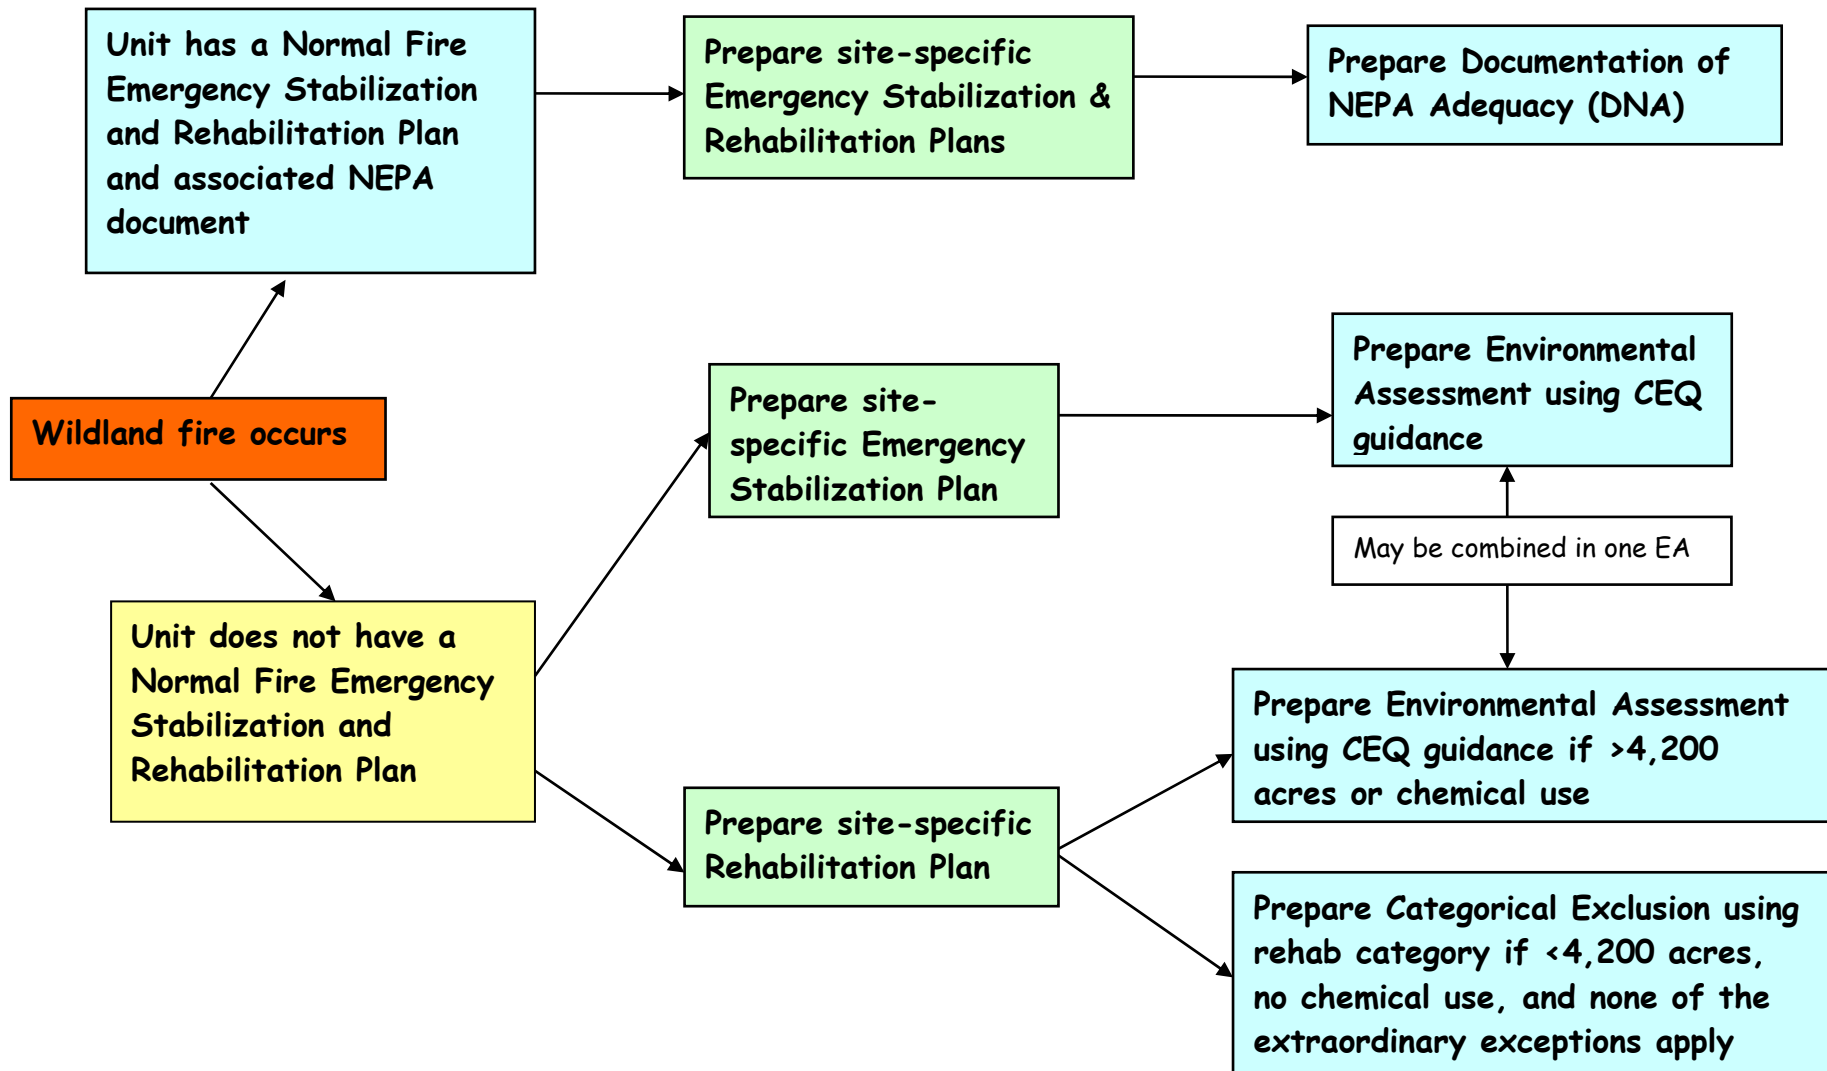 Unit has a Normal Fire
Emergency Stabilization
and Rehabilitation Plan
and associated NEPA
document
Prepare site-specific
Emergency Stabilization &
Rehabilitation Plans
Prepare Documentation of
NEPA Adequacy (DNA)
Wildland fire occurs
Prepare site-
specific Emergency
Stabilization Plan
Prepare Environmental
Assessment using CEQ
guidance
May be combined in one EA
Unit does not have a
Normal Fire Emergency
Stabilization and
Rehabilitation Plan
Prepare site-specific
Rehabilitation Plan
Prepare Environmental Assessment
using CEQ guidance if >4,200
acres or chemical use
Prepare Categorical Exclusion using
rehab category if <4,200 acres,
no chemical use, and none of the
extraordinary exceptions apply